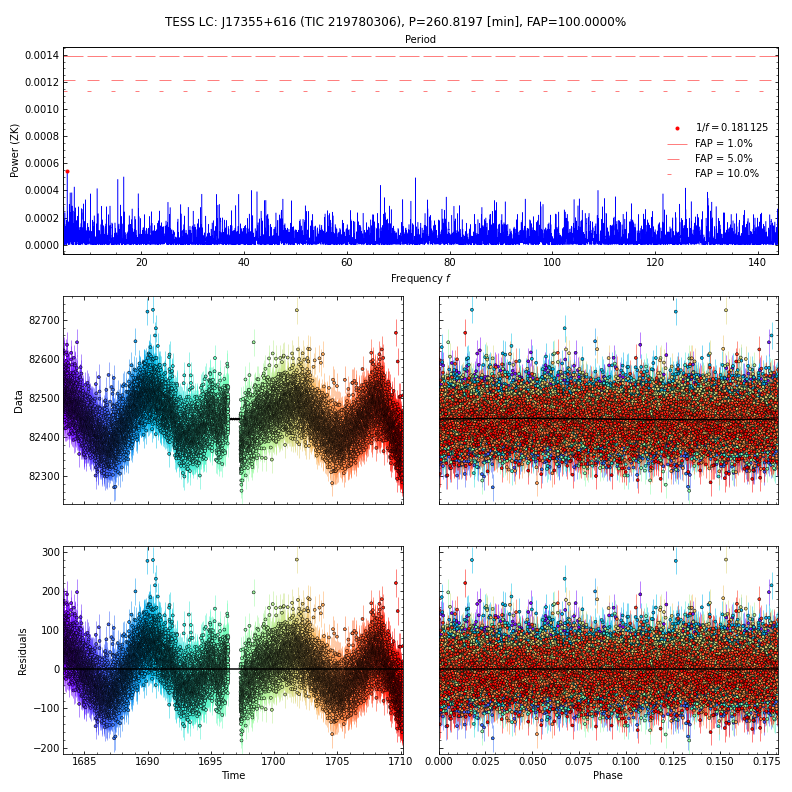 TESS LC: J17355+616 (TIC 219780306), P=260.8197 [min], FAP=100.0000%
Period
0.0014
0.0012
0.0010
0.0008
0.0006
0.0004
0.0002
0.0000
Power (ZK)
1/f = 0.181125
FAP = 1.0%
FAP = 5.0%
FAP = 10.0%
20 40 60 80 100 120 140
Frequency f
82700
82600
82500
82400
82300
Data
300
200
100
0
−100
−200
Residuals
1685 1690 1695 1700 1705 1710
Time
0.000 0.025 0.050 0.075 0.100 0.125 0.150 0.175
Phase